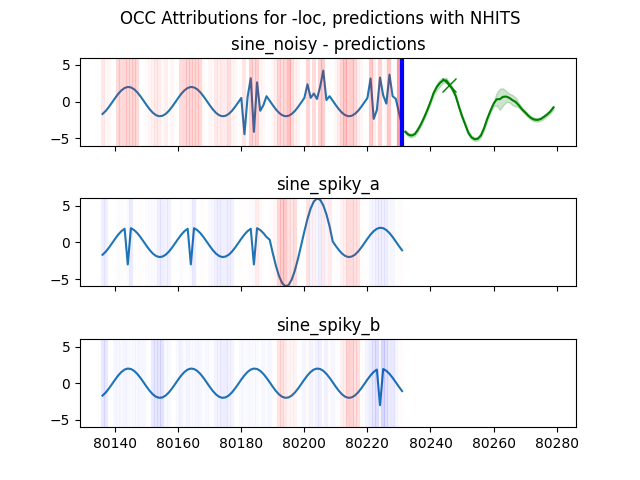 OCC Attributions for -loc, predictions with NHITS
sine_noisy - predictions
5
0
−5
sine_spiky_a
5
0
−5
sine_spiky_b
5
0
−5
80140 80160 80180 80200 80220 80240 80260 80280